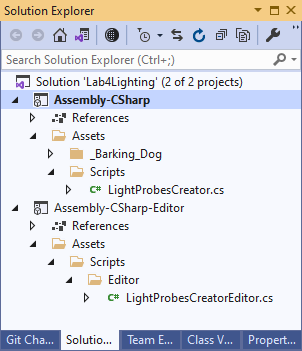 Solution Explorer
Search Solution Explorer (Ctrl+;)
Solution 'Lab4Lighting' (2 of 2 projects)
Assembly-CSharp
References
Assets
_Barking_Dog
Scripts
C# LightProbesCreator.cs
Assembly-CSharp-Editor
References
Assets
Scripts
Editor
C# LightProbesCreatorEditor.cs
Git Cha... Solutio... Team E... Class V... Propert...